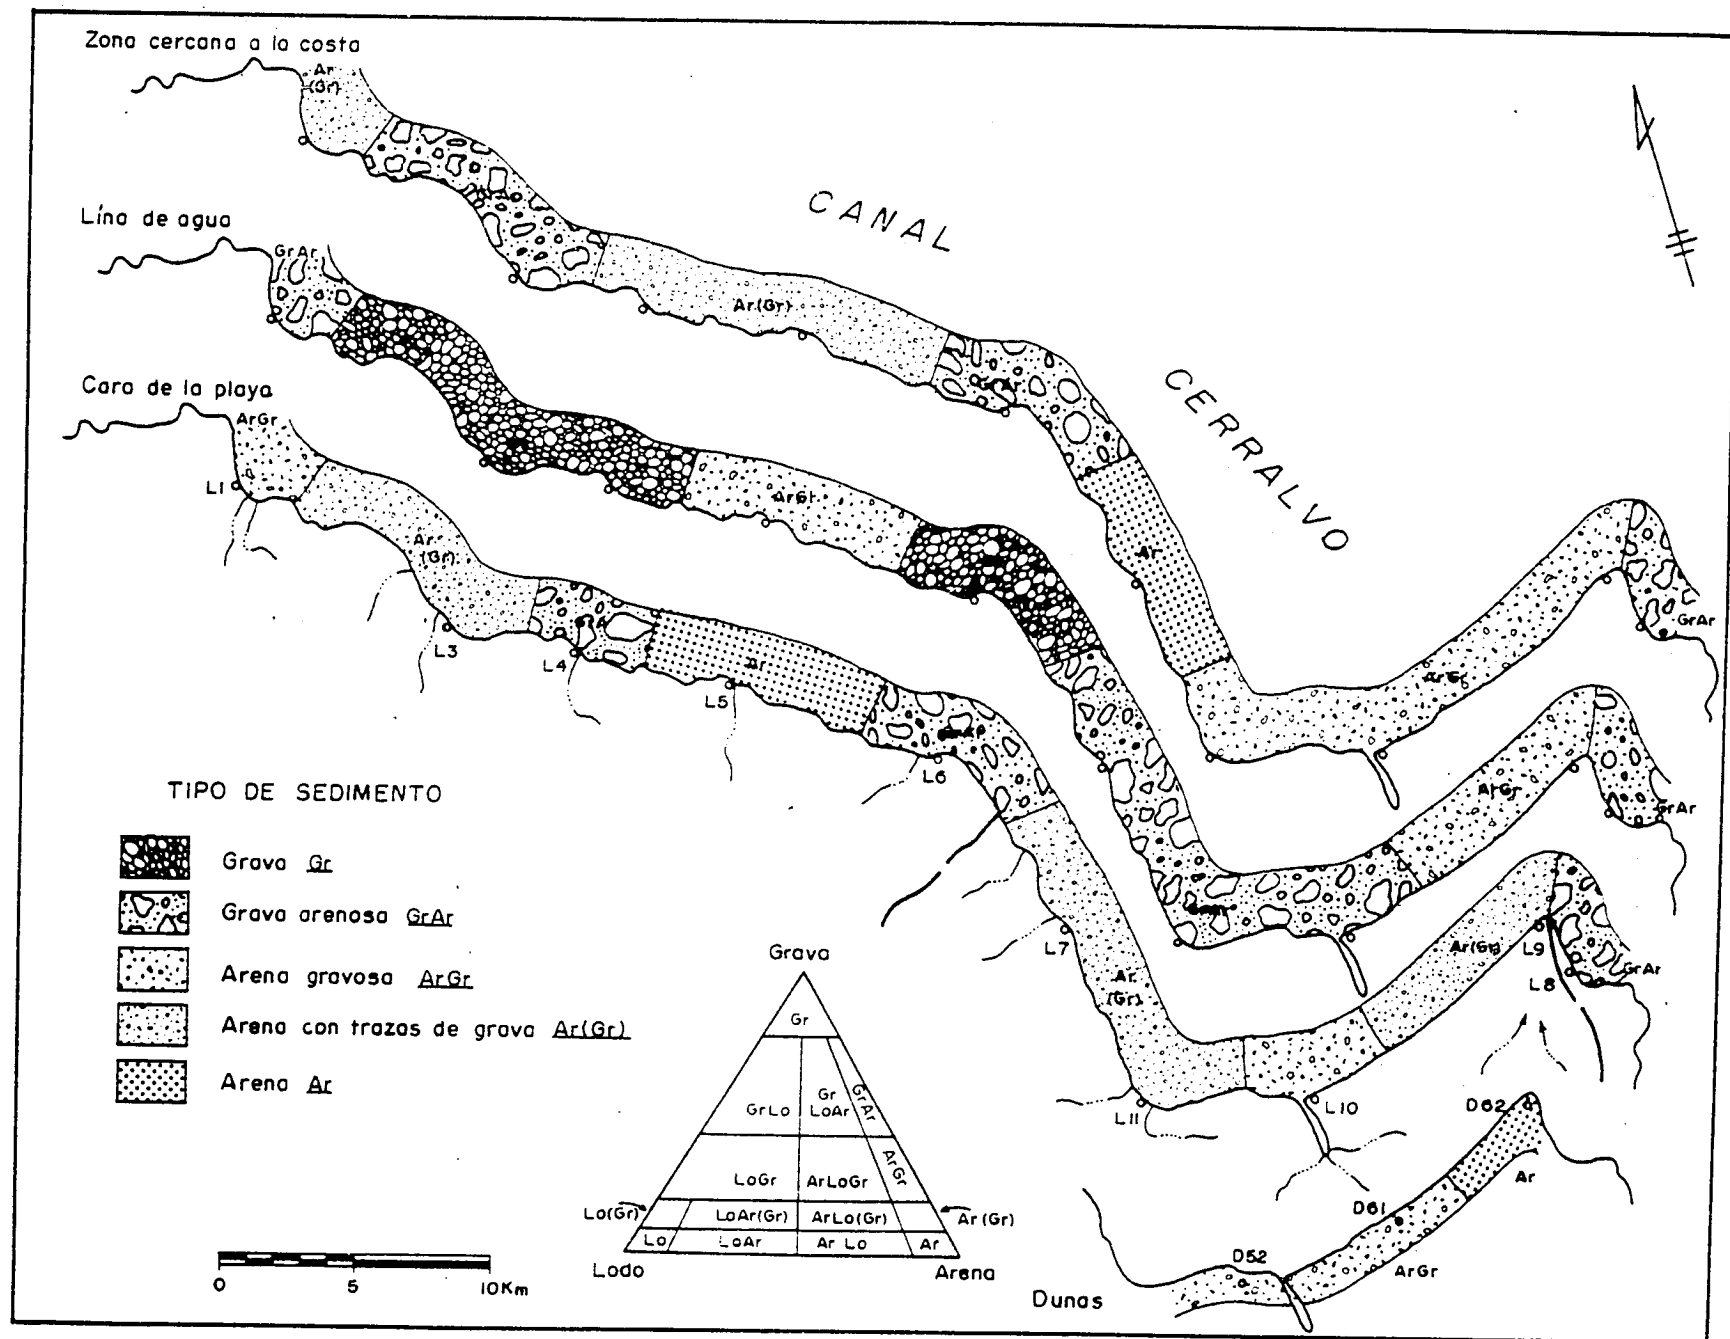 Zona cercana a la costa
Ar
(Gr)
CANAL
Lína de agua
GrAr
Ar(Gr)
CERRALVO
GrAr
Cara de la playa
ArGr
ArGr
L1
Ar
(Gr)
Ar
L3
L4
Ar
L5
GrAr
ArGr
L6
TIPO DE SEDIMENTO
Grava Gr
Grava arenosa GrAr
Arena gravosa ArGr
Arena con trazas de grava Ar(Gr)
Arena Ar
ArGr
GrAr
L7
Ar
(Gr)
Ar(Gr)
L9
L8
GrAr
L11
L10
Grava
Gr
GrLo
Gr
LoAr
GrAr
LoGr
ArLoGr
ArGr
Lo(Gr)
LoAr(Gr)
ArLo(Gr)
Ar(Gr)
Lo
LoAr
Ar Lo
Ar
Lodo
Arena
0 5 10Km
D62
Ar
D61
D52
ArGr
Dunas